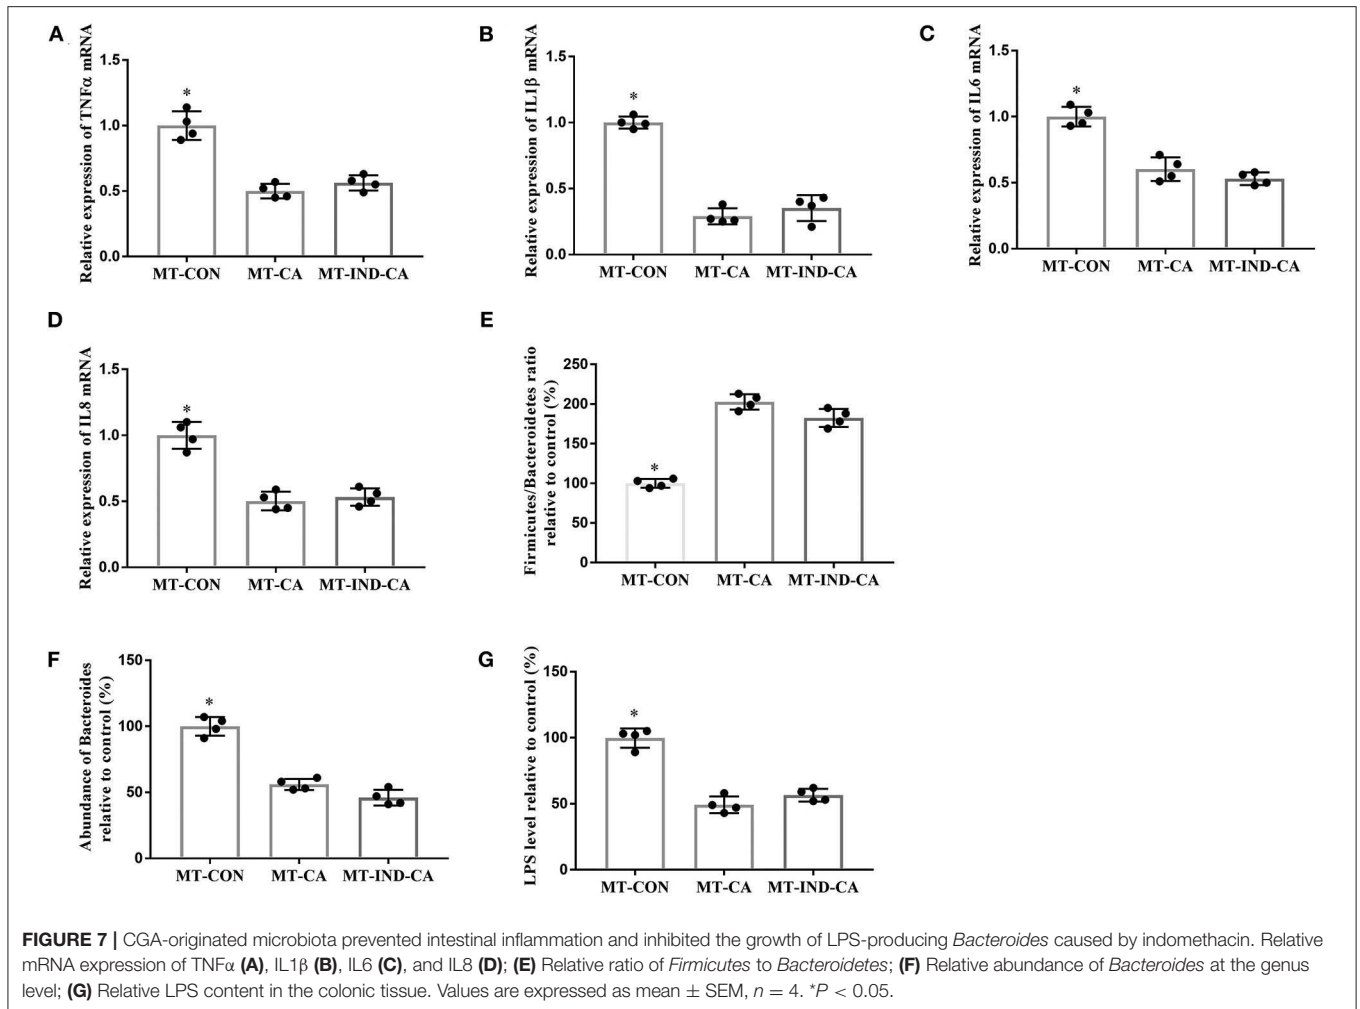 A
Relative expression of TNFα mRNA
1.5
1.0
0.5
0.0
*
MT-CON MT-CA MT-IND-CA
B
Relative expression of IL1β mRNA
1.5
1.0
0.5
0.0
*
MT-CON MT-CA MT-IND-CA
C
Relative expression of IL6 mRNA
1.5
1.0
0.5
0.0
*
MT-CON MT-CA MT-IND-CA
D
Relative expression of IL8 mRNA
1.5
1.0
0.5
0.0
*
MT-CON MT-CA MT-IND-CA
E
Firmicutes/Bacteroidetes ratio
relative to control (%)
250
200
150
100
50
0
*
MT-CON MT-CA MT-IND-CA
F
Abundance of Bacteroides
relative to control (%)
150
100
50
0
*
MT-CON MT-CA MT-IND-CA
G
LPS level relative to control (%)
150
100
50
0
*
MT-CON MT-CA MT-IND-CA
FIGURE 7 | CGA-originated microbiota prevented intestinal inflammation and inhibited the growth of LPS-producing Bacteroides caused by indomethacin. Relative
mRNA expression of TNFα (A), IL1β (B), IL6 (C), and IL8 (D); (E) Relative ratio of Firmicutes to Bacteroidetes; (F) Relative abundance of Bacteroides at the genus
level; (G) Relative LPS content in the colonic tissue. Values are expressed as mean ± SEM, n = 4. *P < 0.05.